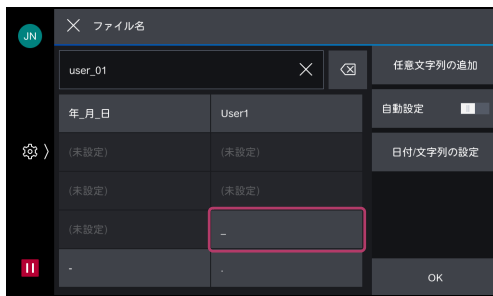 JN
ファイル名
user_01
任意文字列の追加
年_月_日
User1
自動設定
(未設定)
(未設定)
日付/文字列の設定
(未設定)
(未設定)
(未設定)
_
-
.
OK